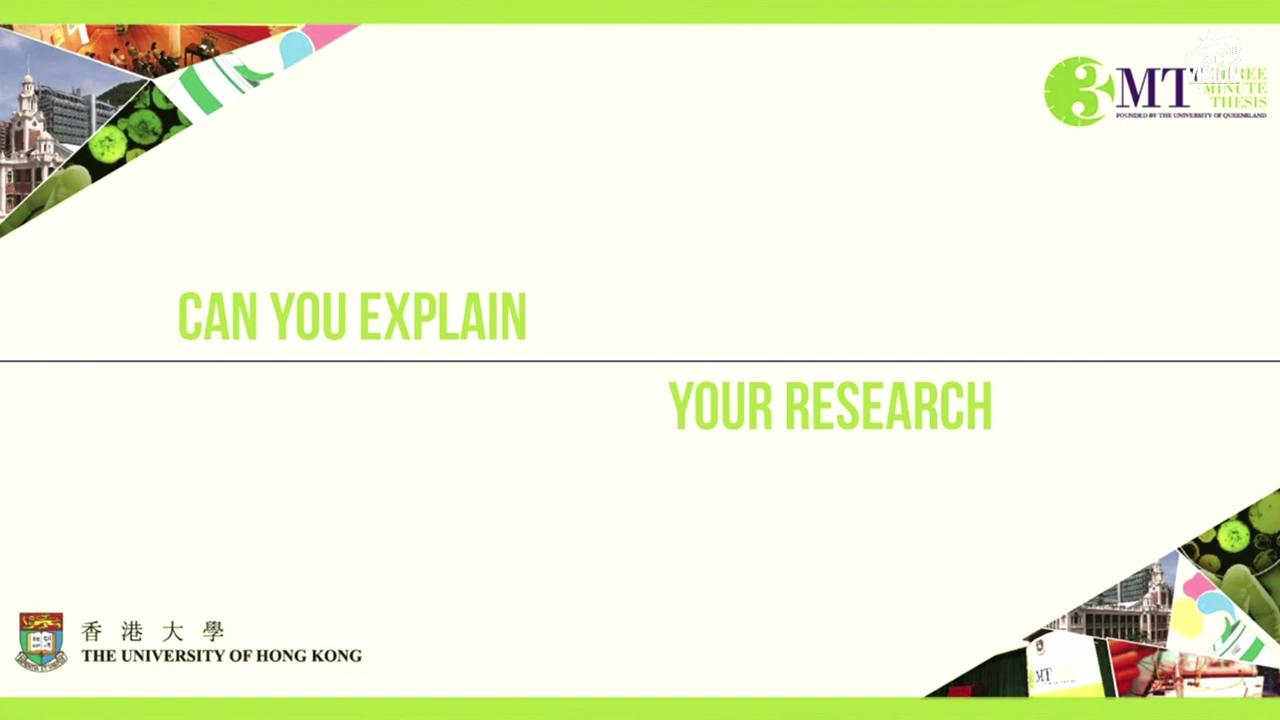 3MT
THREE
MINUTE
THESIS
FOUNDED BY THE UNIVERSITY OF QUEENSLAND
CAN YOU EXPLAIN
YOUR RESEARCH
香港大學
THE UNIVERSITY OF HONG KONG
MT